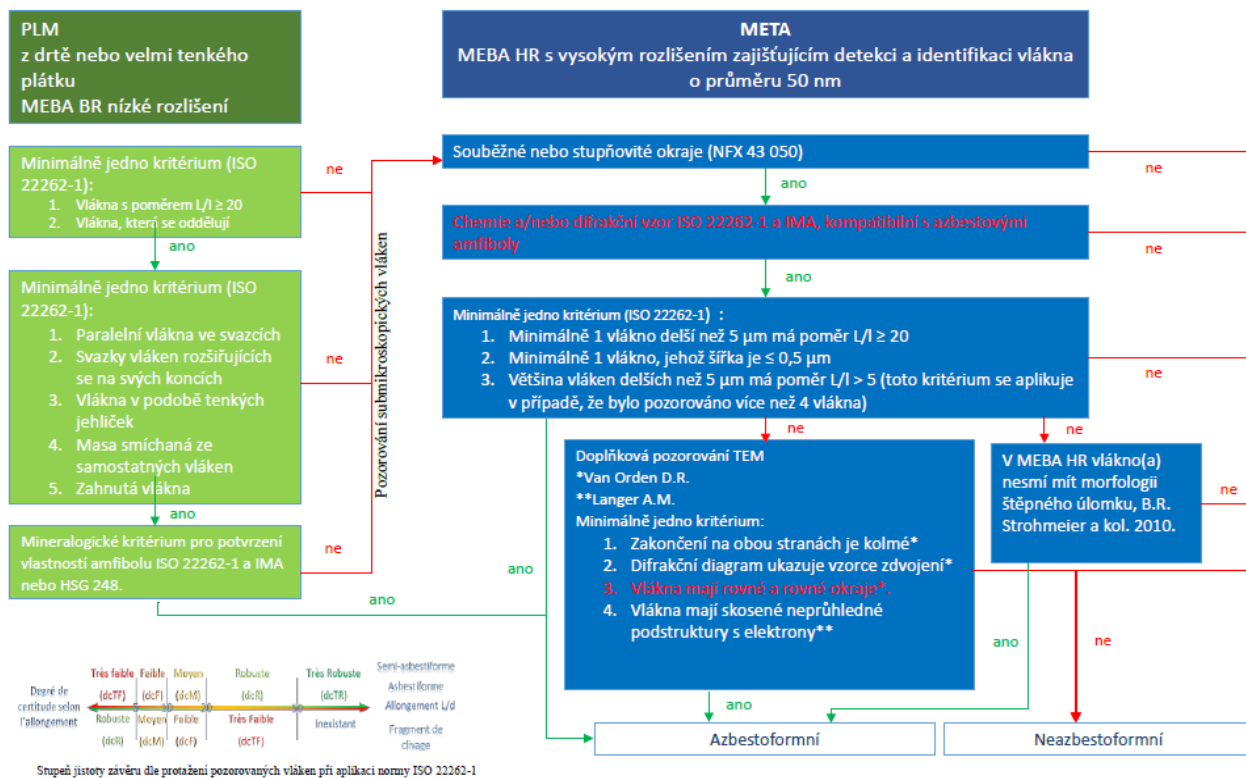 PLM
z drtě nebo velmi tenkého
plátku
MEBA BR nízké rozlišení
META
MEBA HR s vysokým rozlišením zajišťujícím detekci a identifikaci vlákna
o průměru 50 nm
Minimálně jedno kritérium (ISO
22262-1):
1. Vlákna s poměrem L/l ≥ 20
2. Vlákna, která se oddělují
ne
ano
Minimálně jedno kritérium (ISO
22262-1):
1. Paralelní vlákna ve svazcích
2. Svazky vláken rozšiřujících
se na svých koncích
3. Vlákna v podobě tenkých
jehliček
4. Masa smíchaná ze
samostatných vláken
5. Zahnutá vlákna
ne
ano
Mineralogické kritérium pro potvrzení
vlastností amfibolu ISO 22262-1 a IMA
nebo HSG 248.
ne
ano
Pozorování submikroskopických vláken
Souběžné nebo stupňovité okraje (NFX 43 050)
ne
ano
Chemie a/nebo difrakční vzor ISO 22262-1 a IMA, kompatibilní s azbestovými
amfiboly
ne
ano
Minimálně jedno kritérium (ISO 22262-1) :
1. Minimálně 1 vlákno delší než 5 µm má poměr L/l ≥ 20
2. Minimálně 1 vlákno, jehož šířka je ≤ 0,5 µm
3. Většina vláken delších než 5 µm má poměr L/l > 5 (toto kritérium se aplikuje
v případě, že bylo pozorováno více než 4 vlákna)
ne
ne
ne
ano
Doplňková pozorování TEM
*Van Orden D.R.
**Langer A.M.
Minimálně jedno kritérium:
1. Zakončení na obou stranách je kolmé*
2. Difrakční diagram ukazuje vzorce zdvojení*
3. Vlákna mají rovné a rovné okraje*.
4. Vlákna mají skosené neprůhledné
podstruktury s elektrony**
V MEBA HR vlákno(a)
nesmí mít morfologii
štěpného úlomku, B.R.
Strohmeier a kol. 2010.
ne
ano
ne
ano
Azbestoformní
Neazbestoformní
Degré de
certitude selon
l'allongement
Très faible Faible Moyen Robuste Très Robuste
(dcTF) (dcF) (dcM) (dcR) (dcTR)
5 10 20 50
Robuste Moyen Faible Très Faible Inexistant
(dcR) (dcM) (dcF) (dcTF)
Semi-asbestiforme
Asbestiforme
Allongement L/d
Fragment de
clivage
Stupeň jistoty závěru dle protažení pozorovaných vláken při aplikaci normy ISO 22262-1